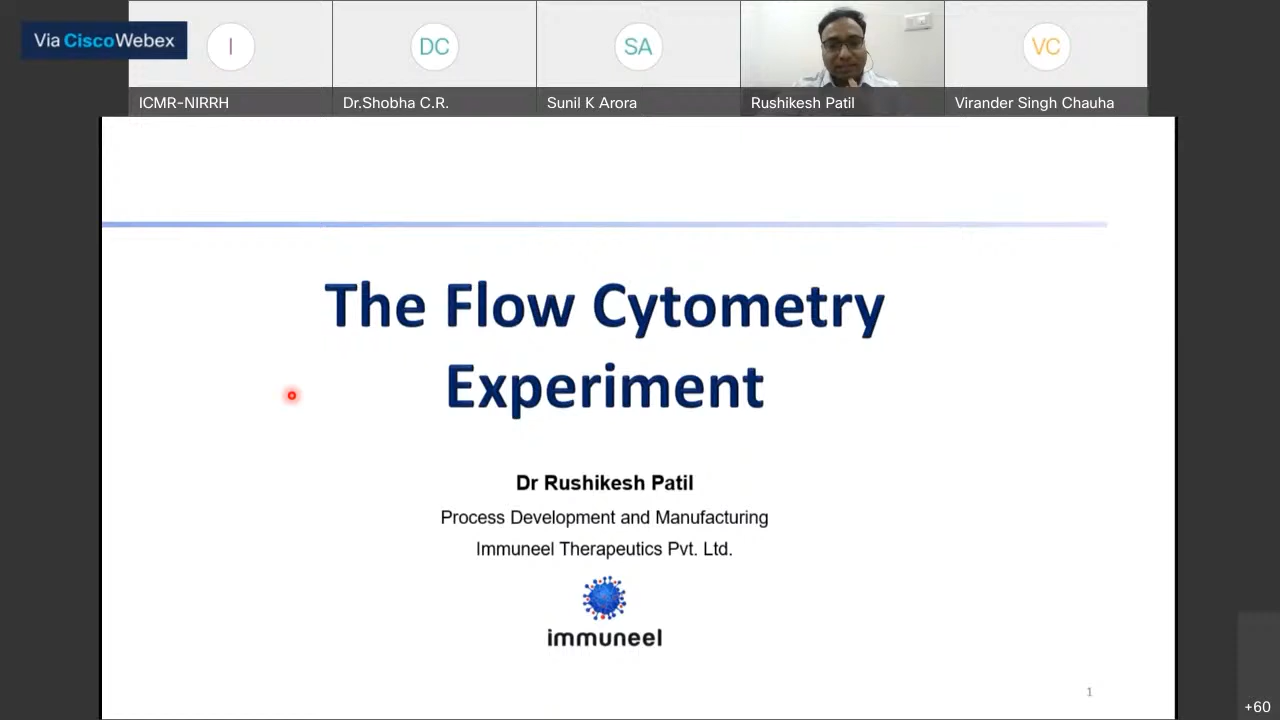 Via CiscoWebex
I
DC
SA
VC
ICMR-NIRRH
Dr.Shobha C.R.
Sunil K Arora
Rushikesh Patil
Virander Singh Chauha
The Flow Cytometry
Experiment
Dr Rushikesh Patil
Process Development and Manufacturing
Immuneel Therapeutics Pvt. Ltd.
immuneel
1
+60